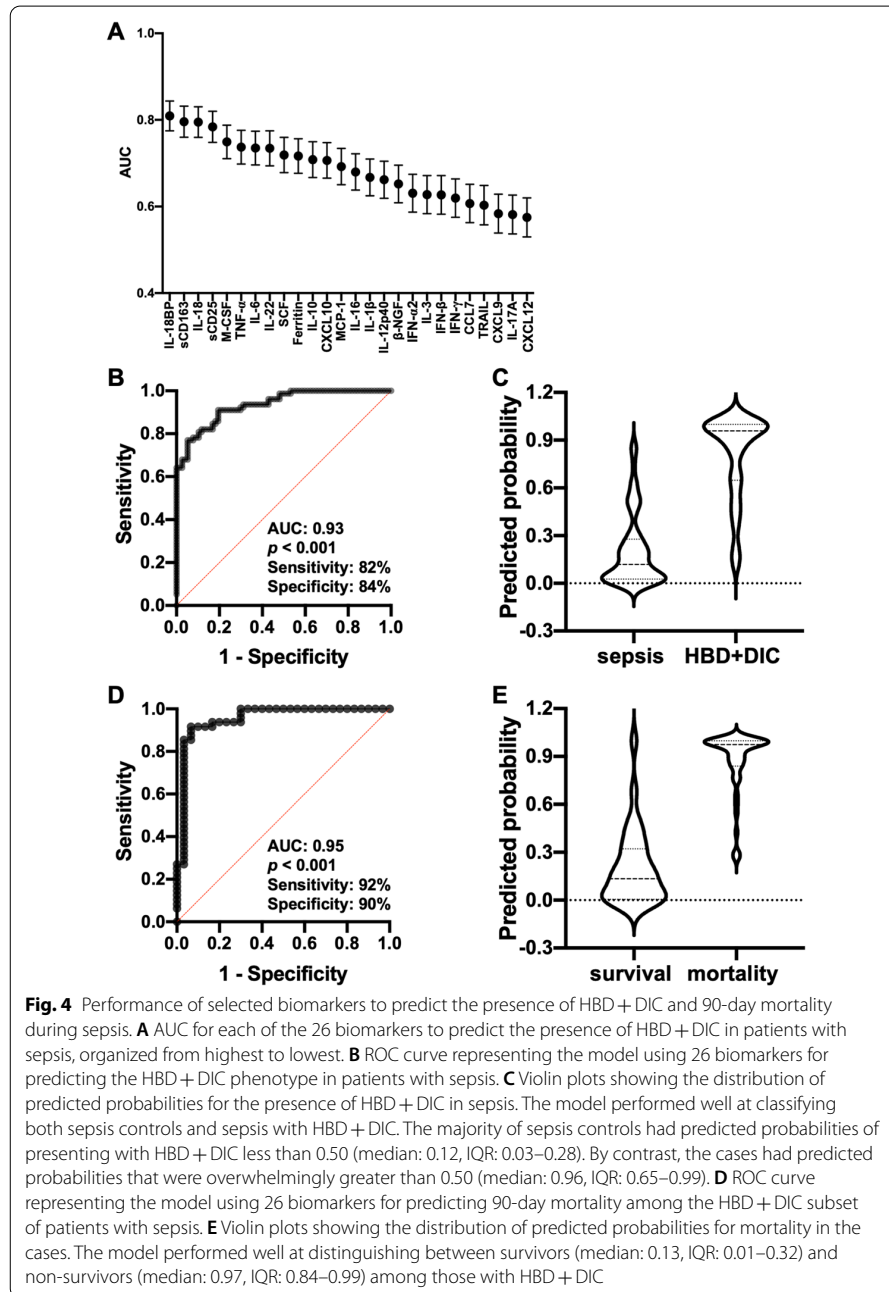 A
1.0
0.8
0.6
0.4
AUC
IL-18BP
sCD163
IL-18
sCD25
M-CSF
TNF-α
IL-6
IL-22
SCF
Ferritin
IL-10
CXCL10
MCP-1
IL-16
IL-1β
IL-12p40
β-NGF
IFN-α2
IL-3
IFN-β
IFN-γ
CCL7
TRAIL
CXCL9
IL-17A
CXCL12
B
1.0
0.8
0.6
0.4
0.2
0.0
Sensitivity
AUC: 0.93
p < 0.001
Sensitivity: 82%
Specificity: 84%
0.0 0.2 0.4 0.6 0.8 1.0
1 - Specificity
C
1.2
0.9
0.6
0.3
0.0
-0.3
Predicted probability
sepsis HBD+DIC
D
1.0
0.8
0.6
0.4
0.2
0.0
Sensitivity
AUC: 0.95
p < 0.001
Sensitivity: 92%
Specificity: 90%
0.0 0.2 0.4 0.6 0.8 1.0
1 - Specificity
E
1.2
0.9
0.6
0.3
0.0
-0.3
Predicted probability
survival mortality
Fig. 4 Performance of selected biomarkers to predict the presence of HBD + DIC and 90-day mortality
during sepsis. A AUC for each of the 26 biomarkers to predict the presence of HBD + DIC in patients with
sepsis, organized from highest to lowest. B ROC curve representing the model using 26 biomarkers for
predicting the HBD + DIC phenotype in patients with sepsis. C Violin plots showing the distribution of
predicted probabilities for the presence of HBD + DIC in sepsis. The model performed well at classifying
both sepsis controls and sepsis with HBD + DIC. The majority of sepsis controls had predicted probabilities of
presenting with HBD + DIC less than 0.50 (median: 0.12, IQR: 0.03–0.28). By contrast, the cases had predicted
probabilities that were overwhelmingly greater than 0.50 (median: 0.96, IQR: 0.65–0.99). D ROC curve
representing the model using 26 biomarkers for predicting 90-day mortality among the HBD + DIC subset
of patients with sepsis. E Violin plots showing the distribution of predicted probabilities for mortality in the
cases. The model performed well at distinguishing between survivors (median: 0.13, IQR: 0.01–0.32) and
non-survivors (median: 0.97, IQR: 0.84–0.99) among those with HBD + DIC